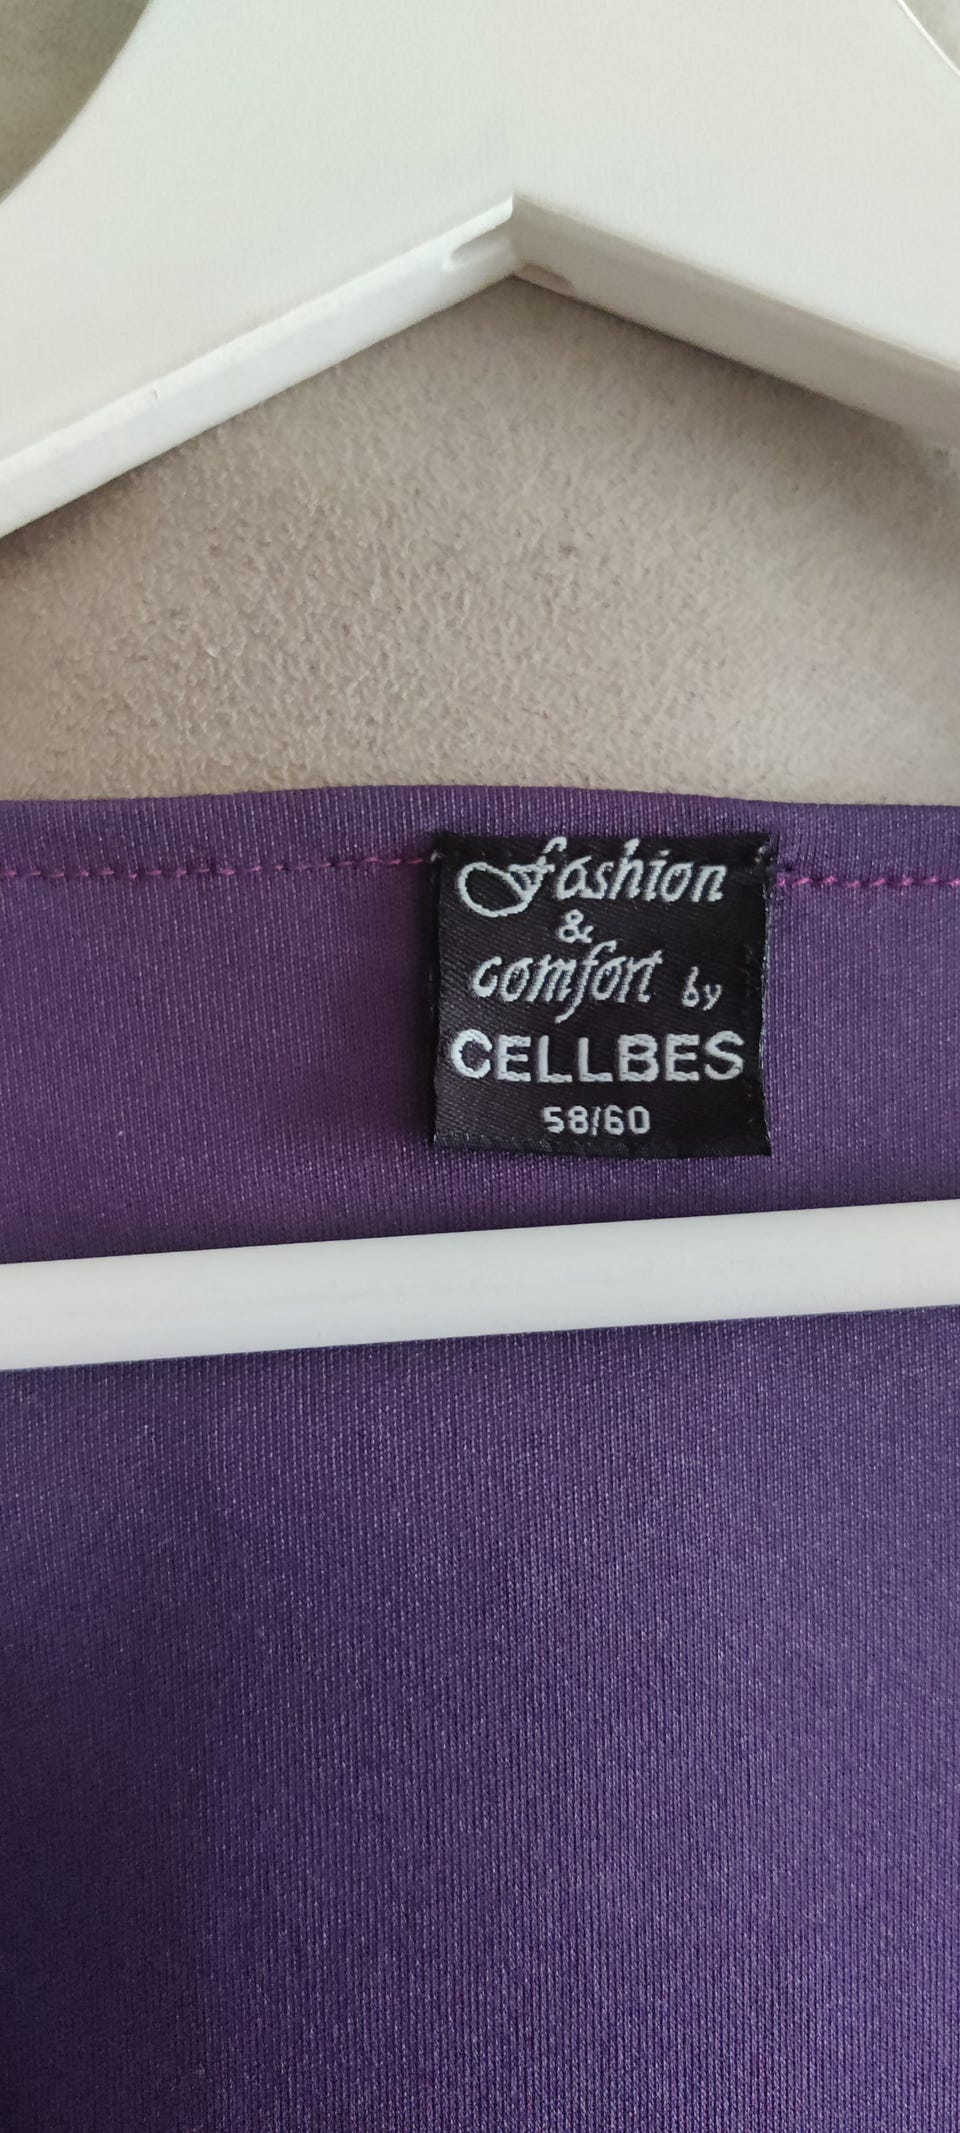 Fashion
&
comfort by
CELLBES
58/60